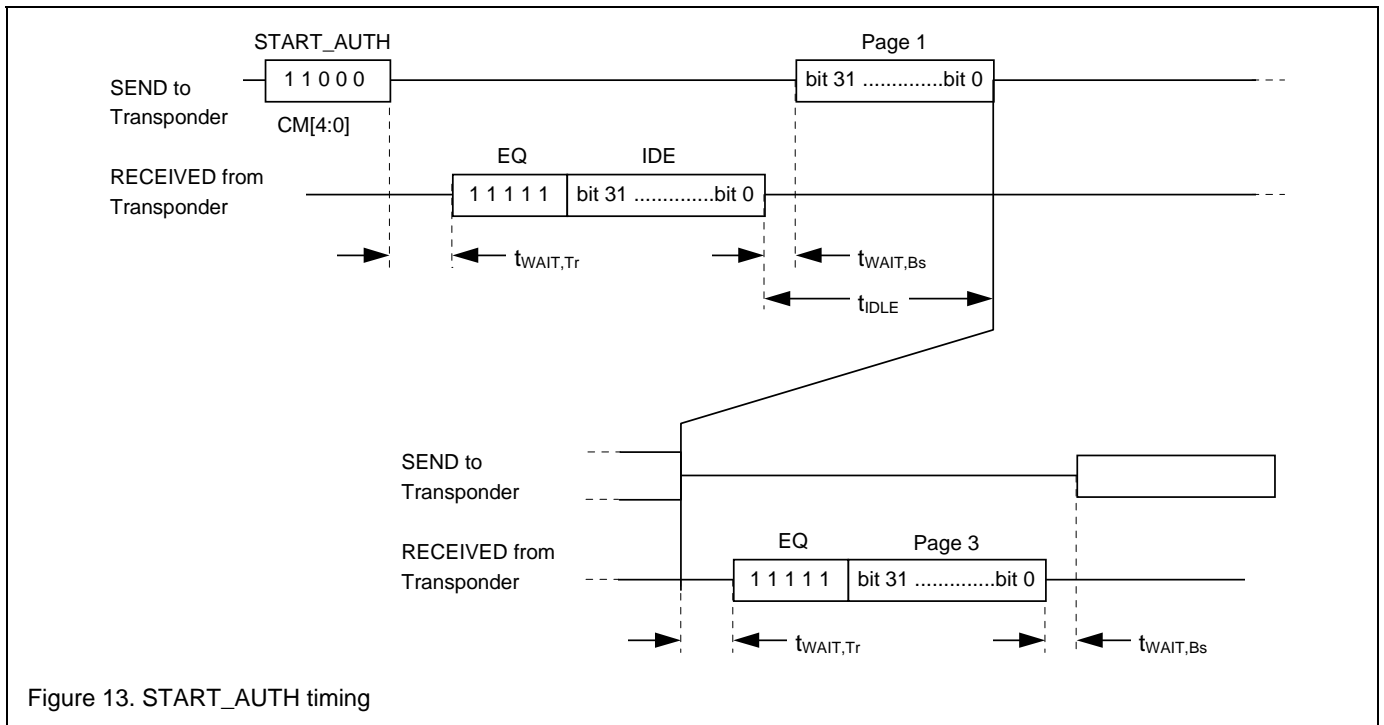 START_AUTH
Page 1
SEND to
Transponder
1 1 0 0 0
bit 31 ..............bit 0
CM[4:0]
EQ
IDE
RECEIVED from
Transponder
1 1 1 1 1
bit 31 ..............bit 0
tWAIT,Tr
tWAIT,Bs
tIDLE
SEND to
Transponder
EQ
Page 3
RECEIVED from
Transponder
1 1 1 1 1
bit 31 ..............bit 0
tWAIT,Tr
tWAIT,Bs
Figure 13. START_AUTH timing